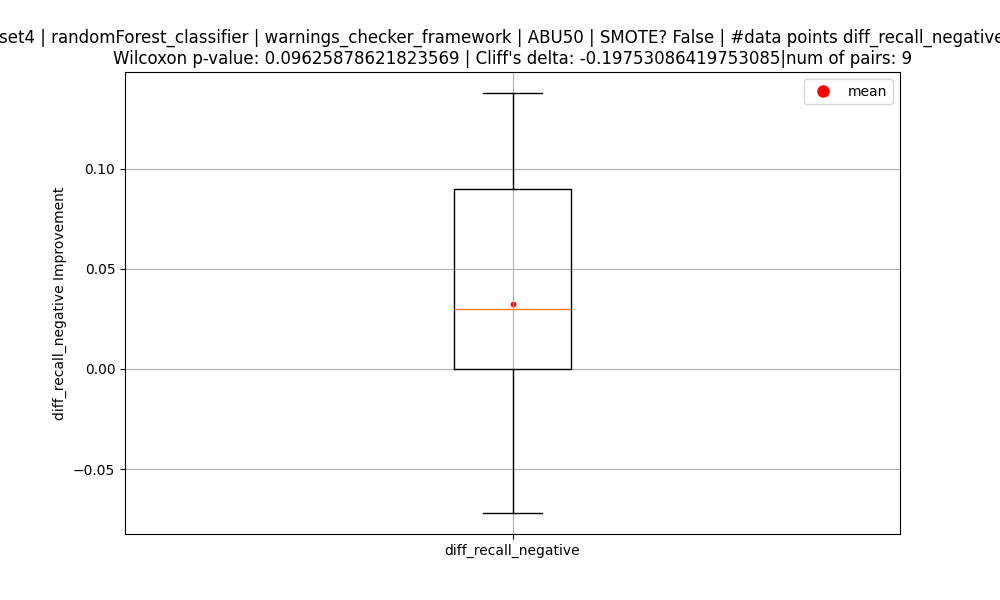 set4 | randomForest_classifier | warnings_checker_framework | ABU50 | SMOTE? False | #data points diff_recall_negative
Wilcoxon p-value: 0.09625878621823569 | Cliff's delta: -0.19753086419753085|num of pairs: 9
mean
0.10
0.05
0.00
−0.05
diff_recall_negative Improvement
diff_recall_negative